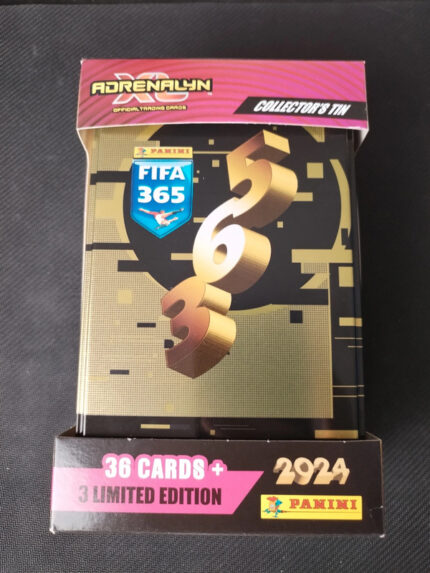 ADRENALYN
XL
OFFICIAL TRADING CARDS
COLLECTOR'S TIN
PANINI
FIFA
365
365
36 CARDS +
3 LIMITED EDITION
2024
PANINI